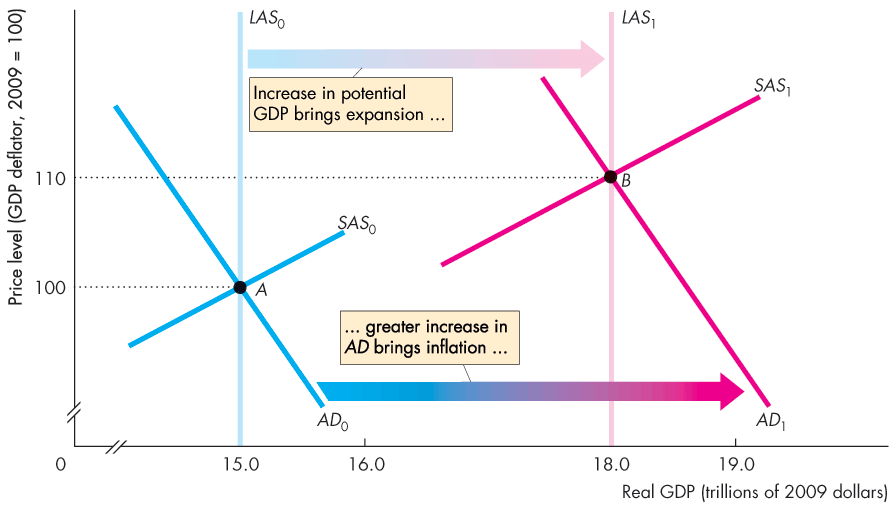 LAS0
LAS1
Increase in potential
GDP brings expansion ...
SAS1
Price level (GDP deflator, 2009 = 100)
110
B
SAS0
100
A
... greater increase in
AD brings inflation ...
AD0
AD1
0
15.0
16.0
18.0
19.0
Real GDP (trillions of 2009 dollars)